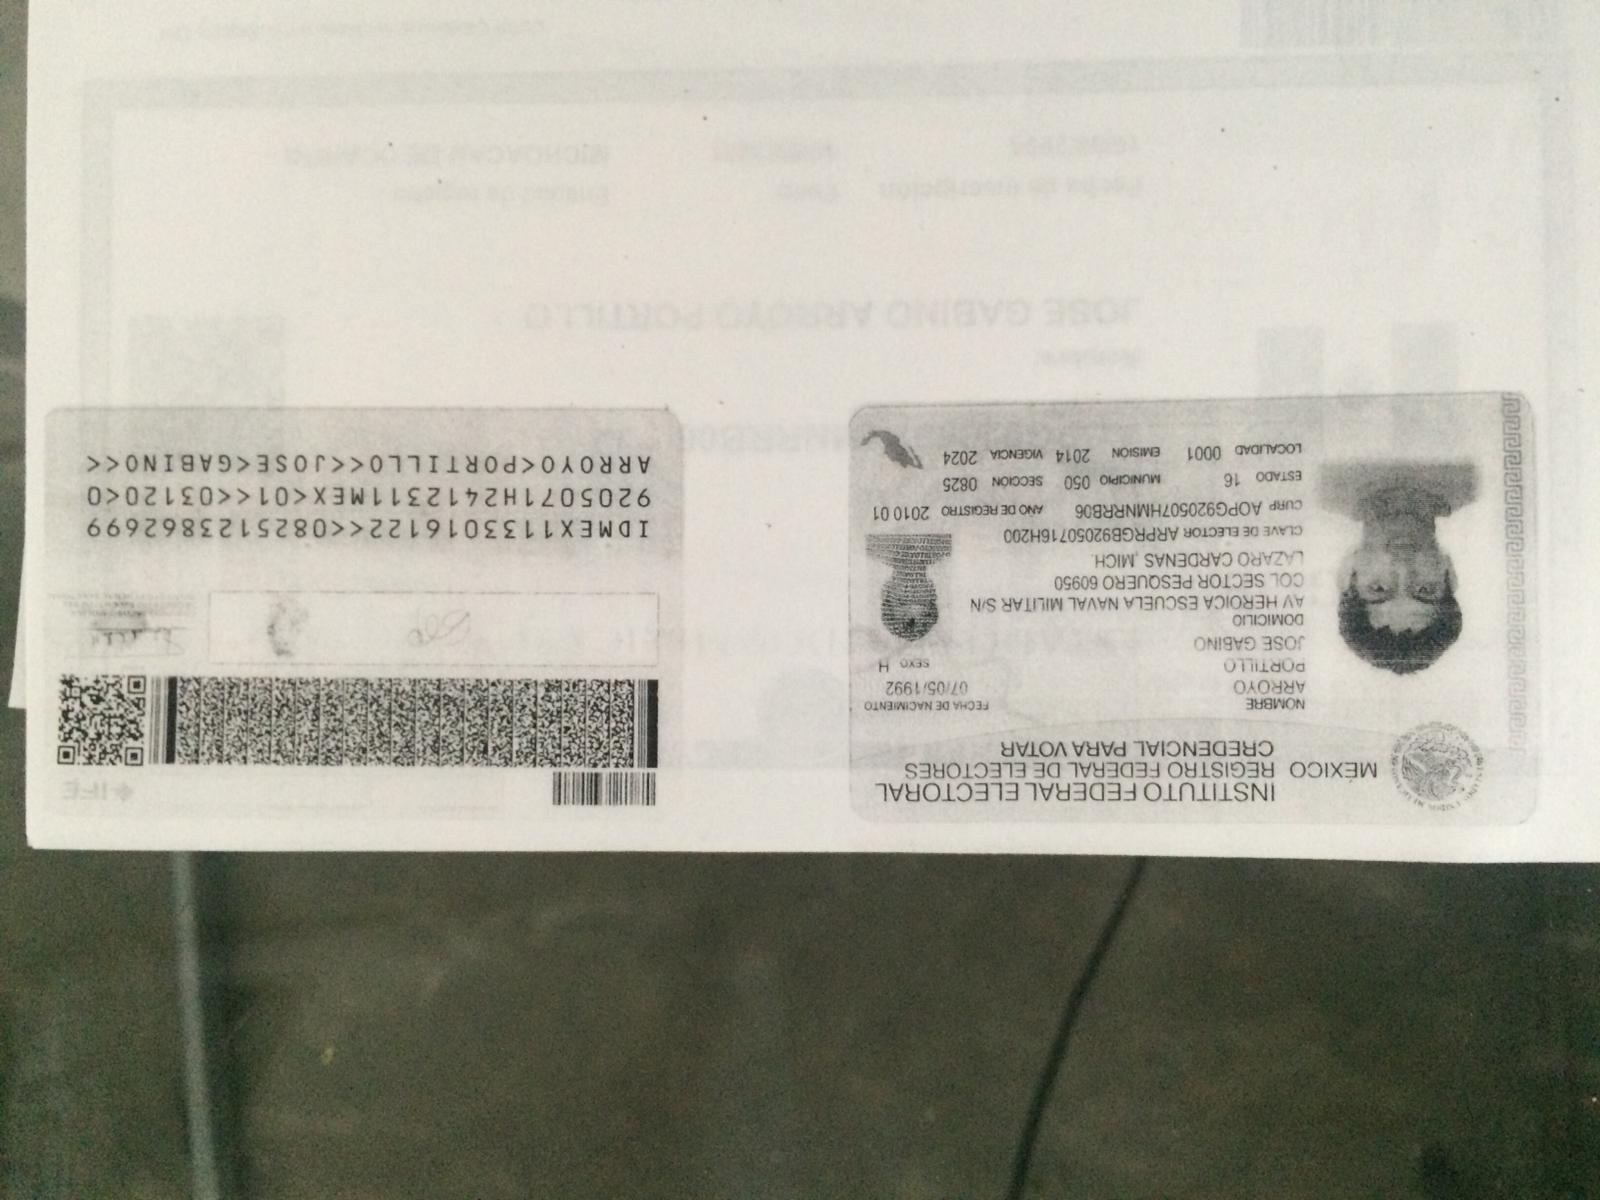 INSTITUTO FEDERAL ELECTORAL
MÉXICO REGISTRO FEDERAL DE ELECTORES
CREDENCIAL PARA VOTAR
NOMBRE
ARROYO
PORTILLO
JOSE GABINO
FECHA DE NACIMIENTO
07/05/1992
SEXO H
DOMICILIO
AV HEROICA ESCUELA NAVAL MILITAR S/N
COL SECTOR PESQUERO 60950
LAZARO CARDENAS ,MICH.
CLAVE DE ELECTOR ARPRGB92050716H200
CURP AOPG920507HMNRRB06 AÑO DE REGISTRO 2010 01
ESTADO 16 MUNICIPIO 050 SECCIÓN 0825
LOCALIDAD 0001 EMISIÓN 2014 VIGENCIA 2024
IFE
IDMEX1133016122<<0825123862699
9205071H2412311MEX<01<<03120<0
ARROYO<PORTILLO<<JOSE<GABINO<<
JOSE GABINO ARROYO PORTILLO
Fecha de inscripción
Entidad de registro
MICHOACAN DE OCAMPO